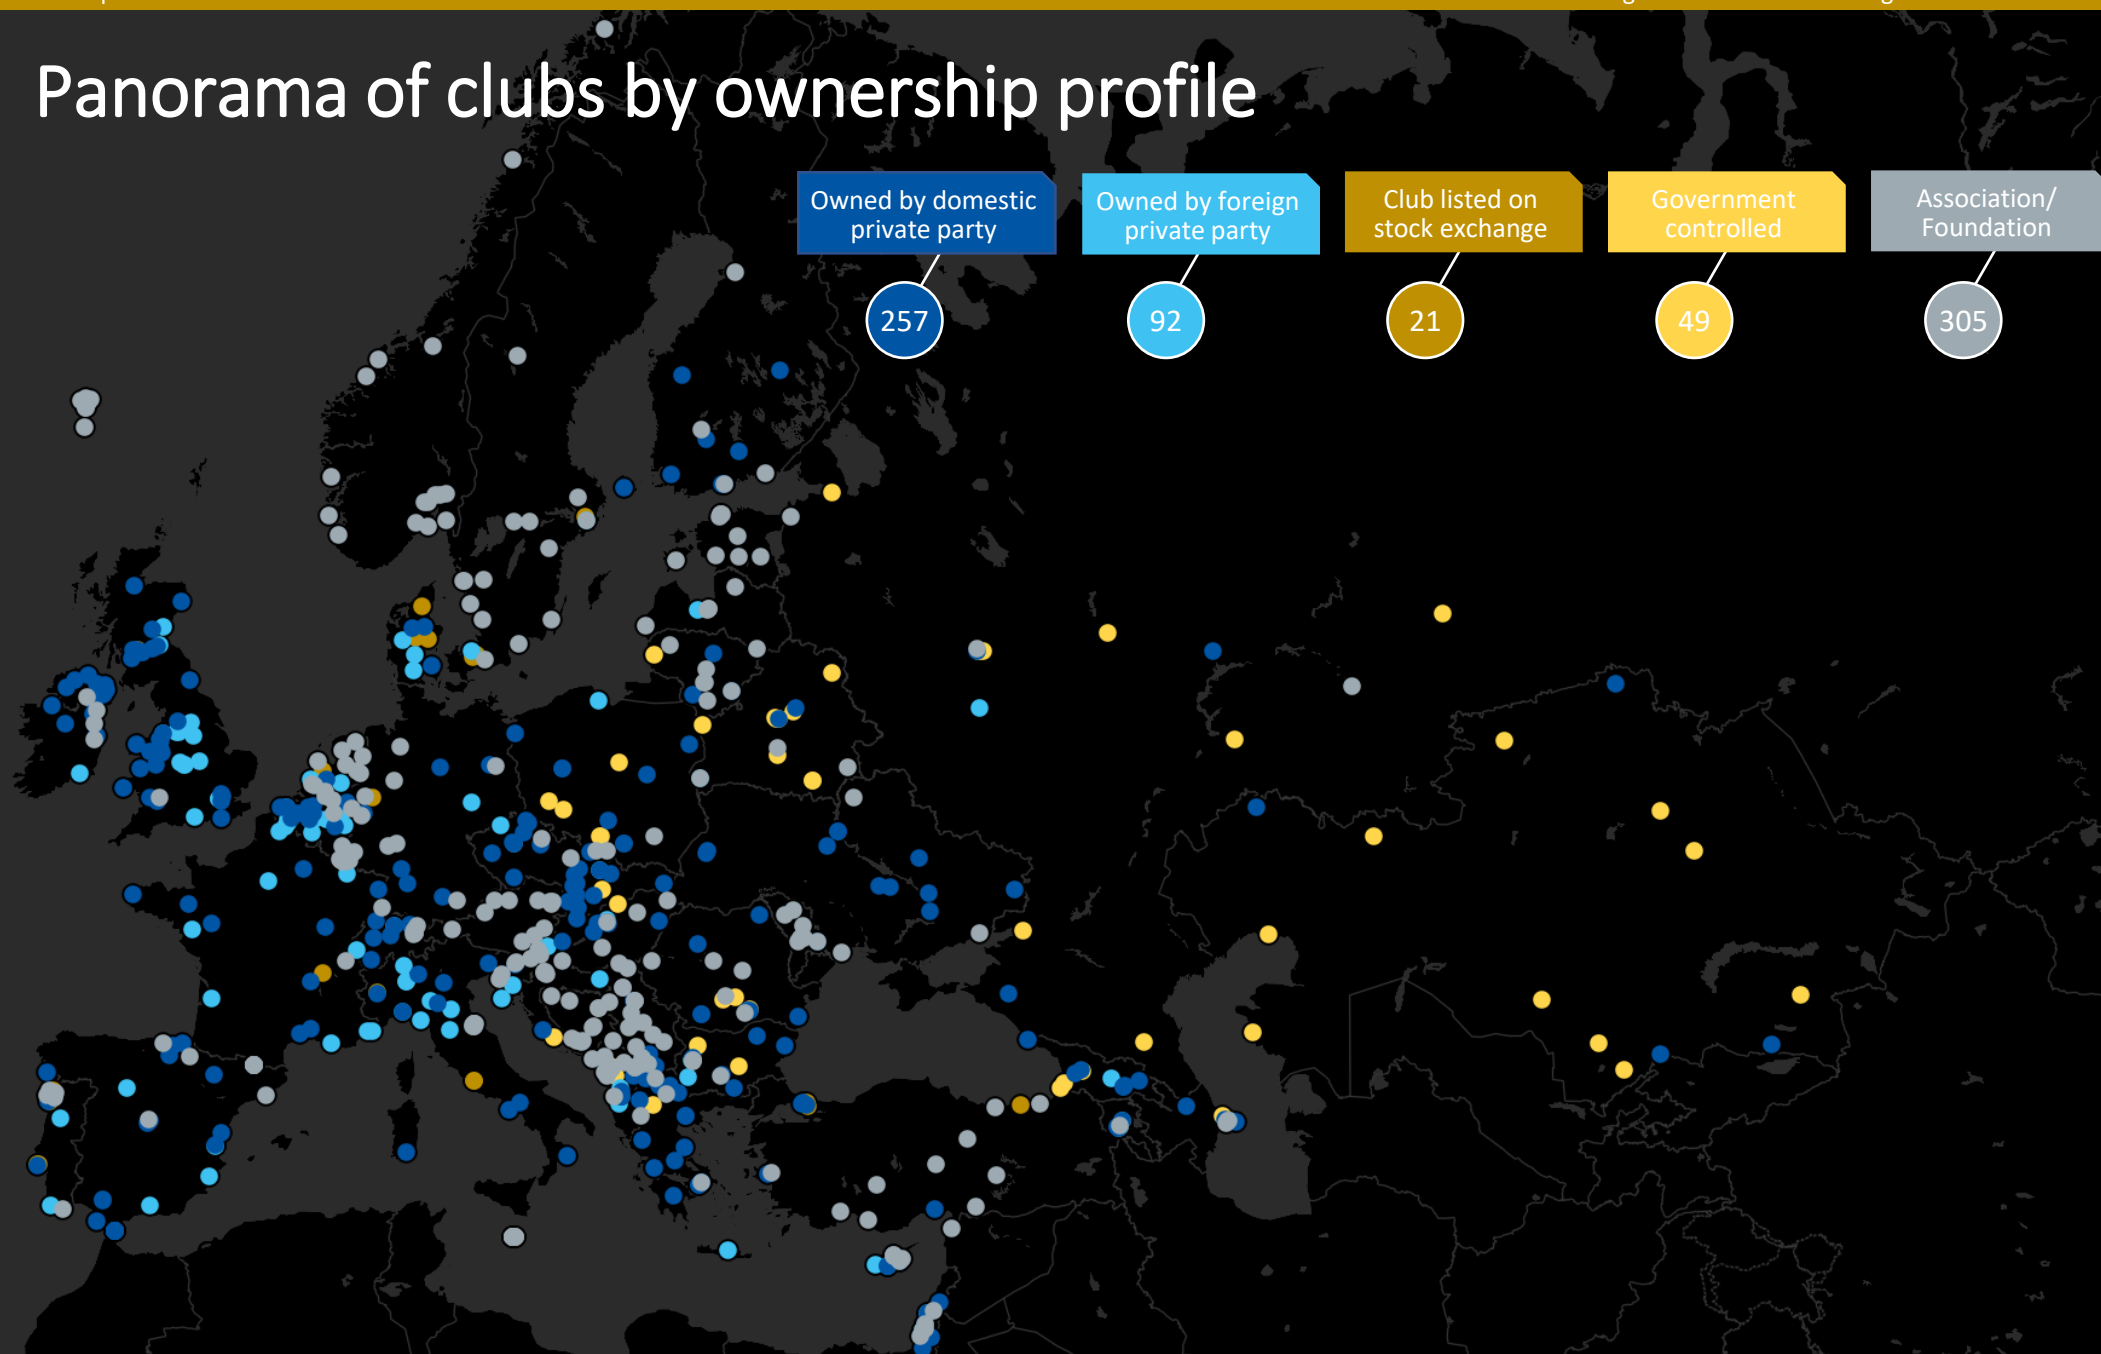 Panorama of clubs by ownership profile
Owned by domestic
private party
Owned by foreign
private party
Club listed on
stock exchange
Government
controlled
Association/
Foundation
257
92
21
49
305